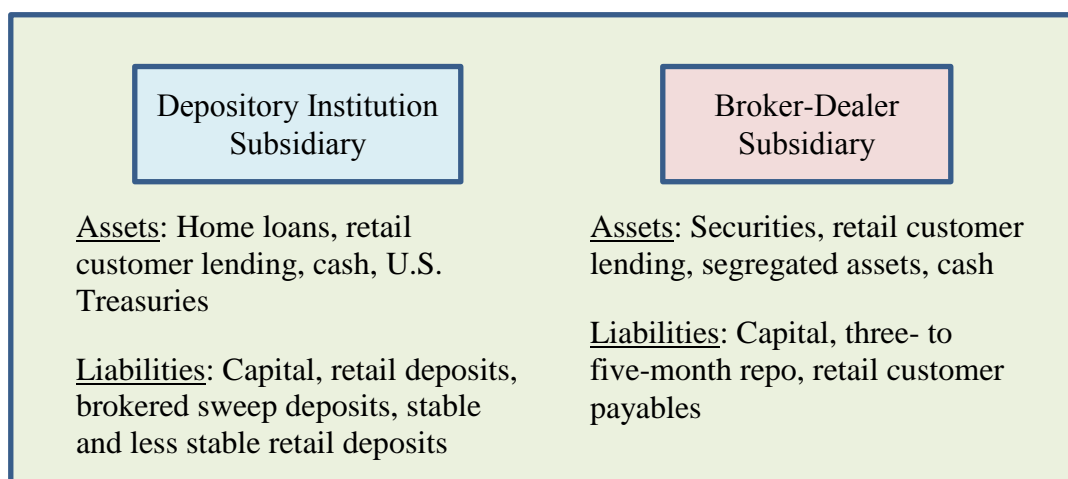 Depository Institution
Subsidiary
Assets: Home loans, retail
customer lending, cash, U.S.
Treasuries
Liabilities: Capital, retail deposits,
brokered sweep deposits, stable
and less stable retail deposits
Broker-Dealer
Subsidiary
Assets: Securities, retail customer
lending, segregated assets, cash
Liabilities: Capital, three- to
five-month repo, retail customer
payables